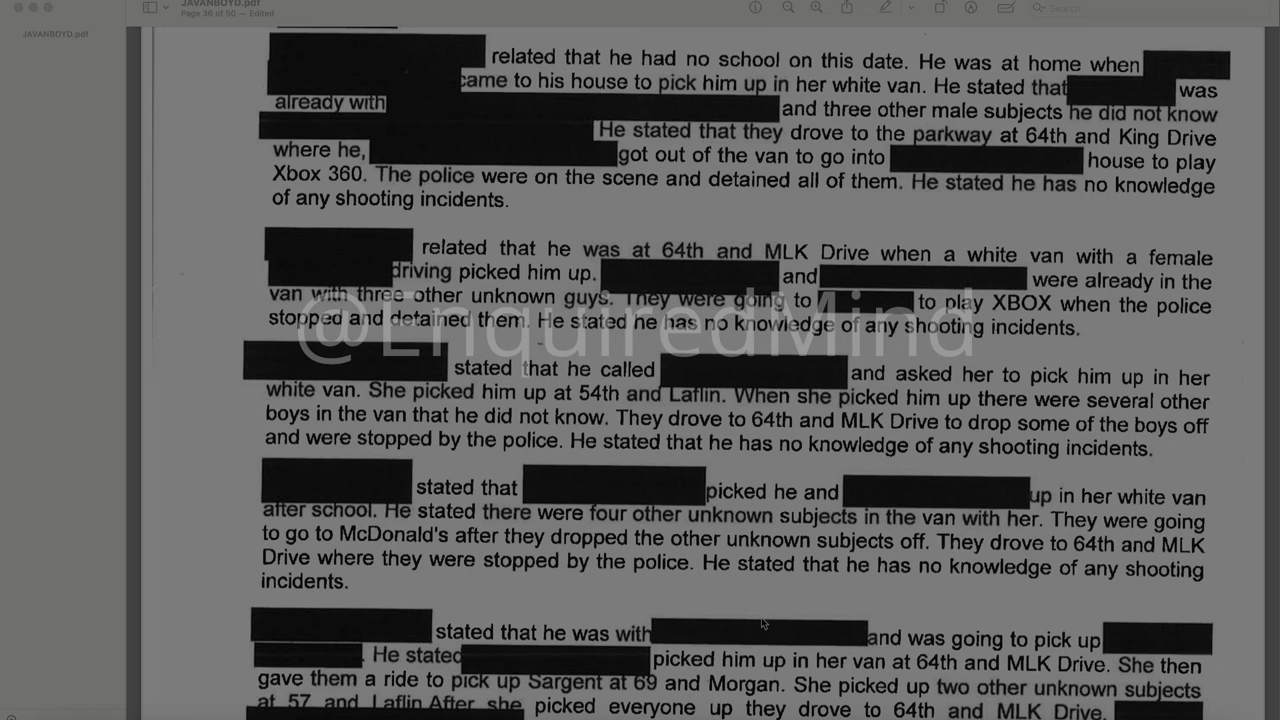 JAVANBOYD.pdf
Page 36 of 50 — Edited
Search
JAVANBOYD.pdf
related that he had no school on this date. He was at home when
came to his house to pick him up in her white van. He stated that was
already with and three other male subjects he did not know
He stated that they drove to the parkway at 64th and King Drive
where he, got out of the van to go into house to play
Xbox 360. The police were on the scene and detained all of them. He stated he has no knowledge
of any shooting incidents.
related that he was at 64th and MLK Drive when a white van with a female
driving picked him up. and were already in the
van with three other unknown guys. They were going to to play XBOX when the police
stopped and detained them. He stated he has no knowledge of any shooting incidents.
@EnquiredMind
stated that he called and asked her to pick him up in her
white van. She picked him up at 54th and Laflin. When she picked him up there were several other
boys in the van that he did not know. They drove to 64th and MLK Drive to drop some of the boys off
and were stopped by the police. He stated that he has no knowledge of any shooting incidents.
stated that picked he and up in her white van
after school. He stated there were four other unknown subjects in the van with her. They were going
to go to McDonald's after they dropped the other unknown subjects off. They drove to 64th and MLK
Drive where they were stopped by the police. He stated that he has no knowledge of any shooting
incidents.
stated that he was with and was going to pick up
. He stated picked him up in her van at 64th and MLK Drive. She then
gave them a ride to pick up Sargent at 69 and Morgan. She picked up two other unknown subjects
at 57 and Laflin After she picked everyone up they drove to 64th and MLK Drive.